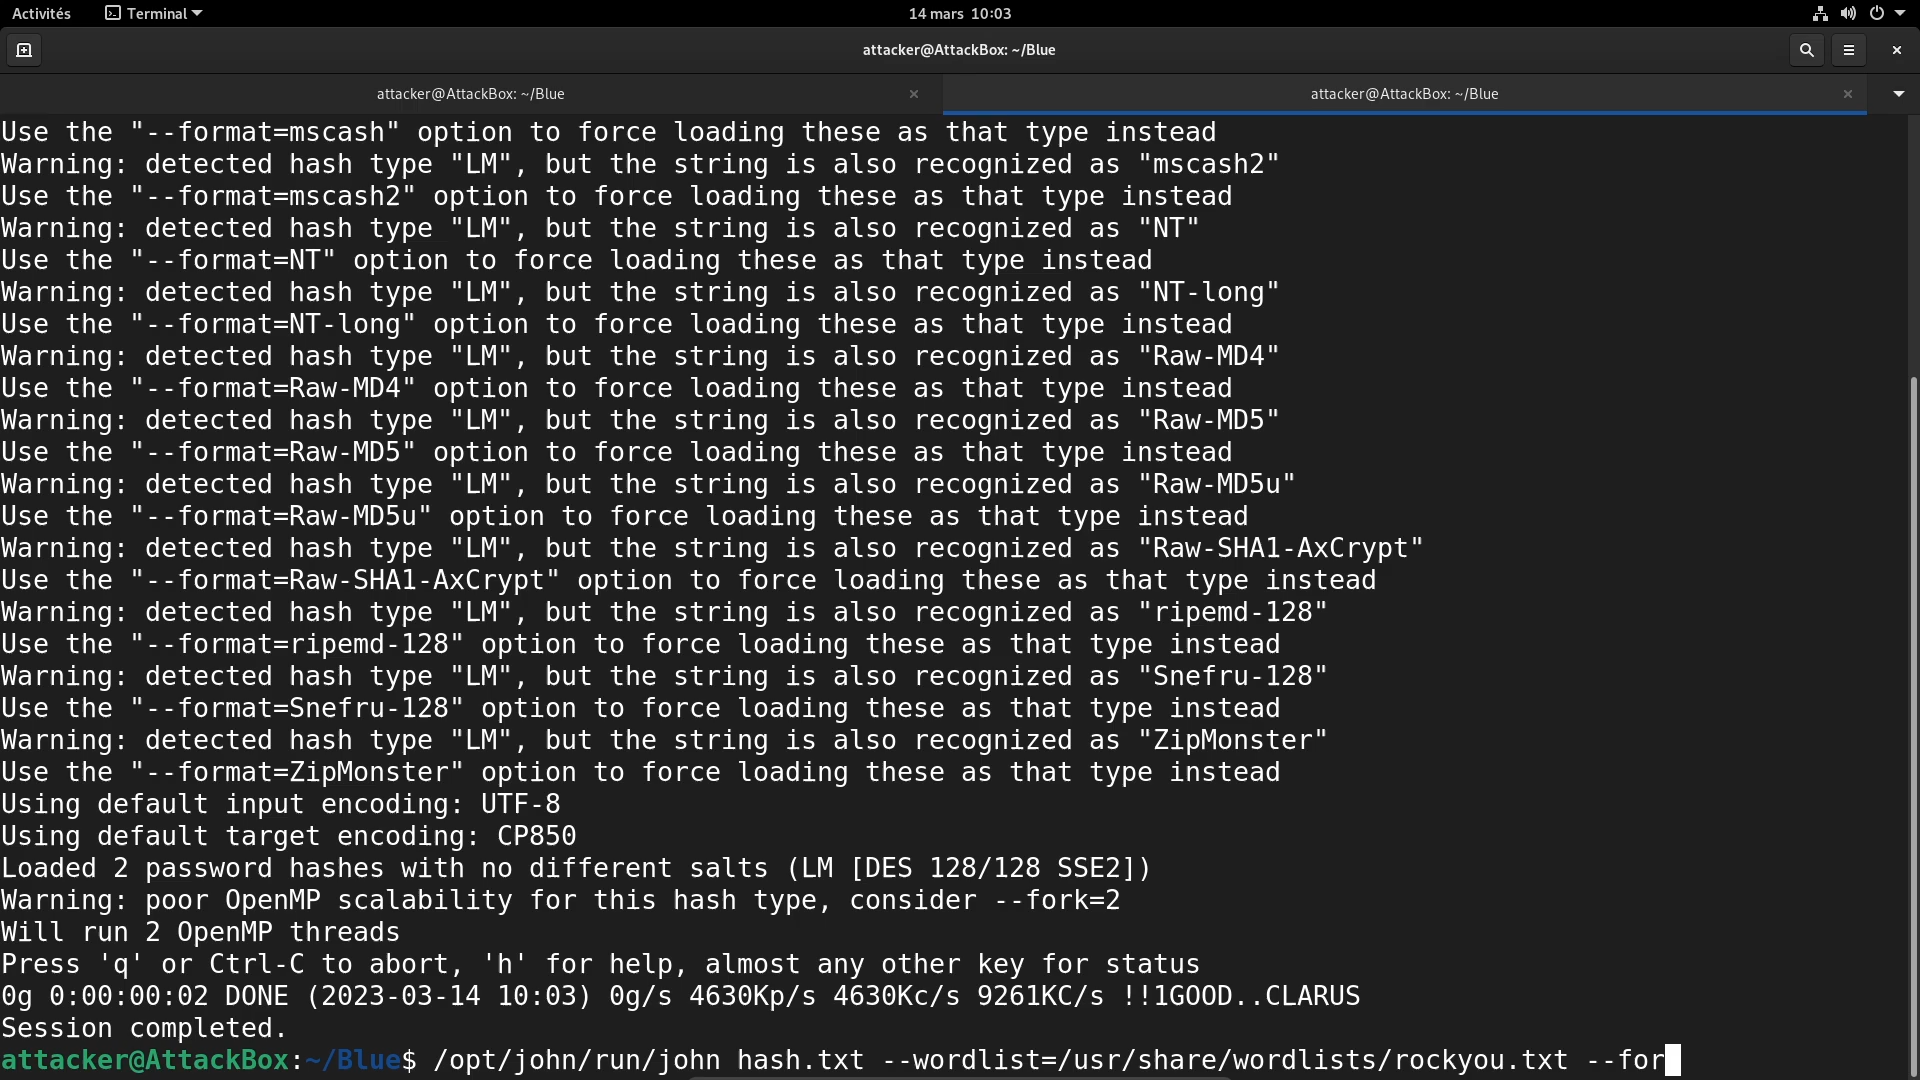 Activités Terminal 14 mars 10:03
attacker@AttackBox: ~/Blue
attacker@AttackBox: ~/Blue attacker@AttackBox: ~/Blue
Use the "--format=mscash" option to force loading these as that type instead
Warning: detected hash type "LM", but the string is also recognized as "mscash2"
Use the "--format=mscash2" option to force loading these as that type instead
Warning: detected hash type "LM", but the string is also recognized as "NT"
Use the "--format=NT" option to force loading these as that type instead
Warning: detected hash type "LM", but the string is also recognized as "NT-long"
Use the "--format=NT-long" option to force loading these as that type instead
Warning: detected hash type "LM", but the string is also recognized as "Raw-MD4"
Use the "--format=Raw-MD4" option to force loading these as that type instead
Warning: detected hash type "LM", but the string is also recognized as "Raw-MD5"
Use the "--format=Raw-MD5" option to force loading these as that type instead
Warning: detected hash type "LM", but the string is also recognized as "Raw-MD5u"
Use the "--format=Raw-MD5u" option to force loading these as that type instead
Warning: detected hash type "LM", but the string is also recognized as "Raw-SHA1-AxCrypt"
Use the "--format=Raw-SHA1-AxCrypt" option to force loading these as that type instead
Warning: detected hash type "LM", but the string is also recognized as "ripemd-128"
Use the "--format=ripemd-128" option to force loading these as that type instead
Warning: detected hash type "LM", but the string is also recognized as "Snefru-128"
Use the "--format=Snefru-128" option to force loading these as that type instead
Warning: detected hash type "LM", but the string is also recognized as "ZipMonster"
Use the "--format=ZipMonster" option to force loading these as that type instead
Using default input encoding: UTF-8
Using default target encoding: CP850
Loaded 2 password hashes with no different salts (LM [DES 128/128 SSE2])
Warning: poor OpenMP scalability for this hash type, consider --fork=2
Will run 2 OpenMP threads
Press 'q' or Ctrl-C to abort, 'h' for help, almost any other key for status
0g 0:00:00:02 DONE (2023-03-14 10:03) 0g/s 4630Kp/s 4630Kc/s 9261KC/s !!1GOOD..CLARUS
Session completed.
attacker@AttackBox:~/Blue$ /opt/john/run/john hash.txt --wordlist=/usr/share/wordlists/rockyou.txt --for